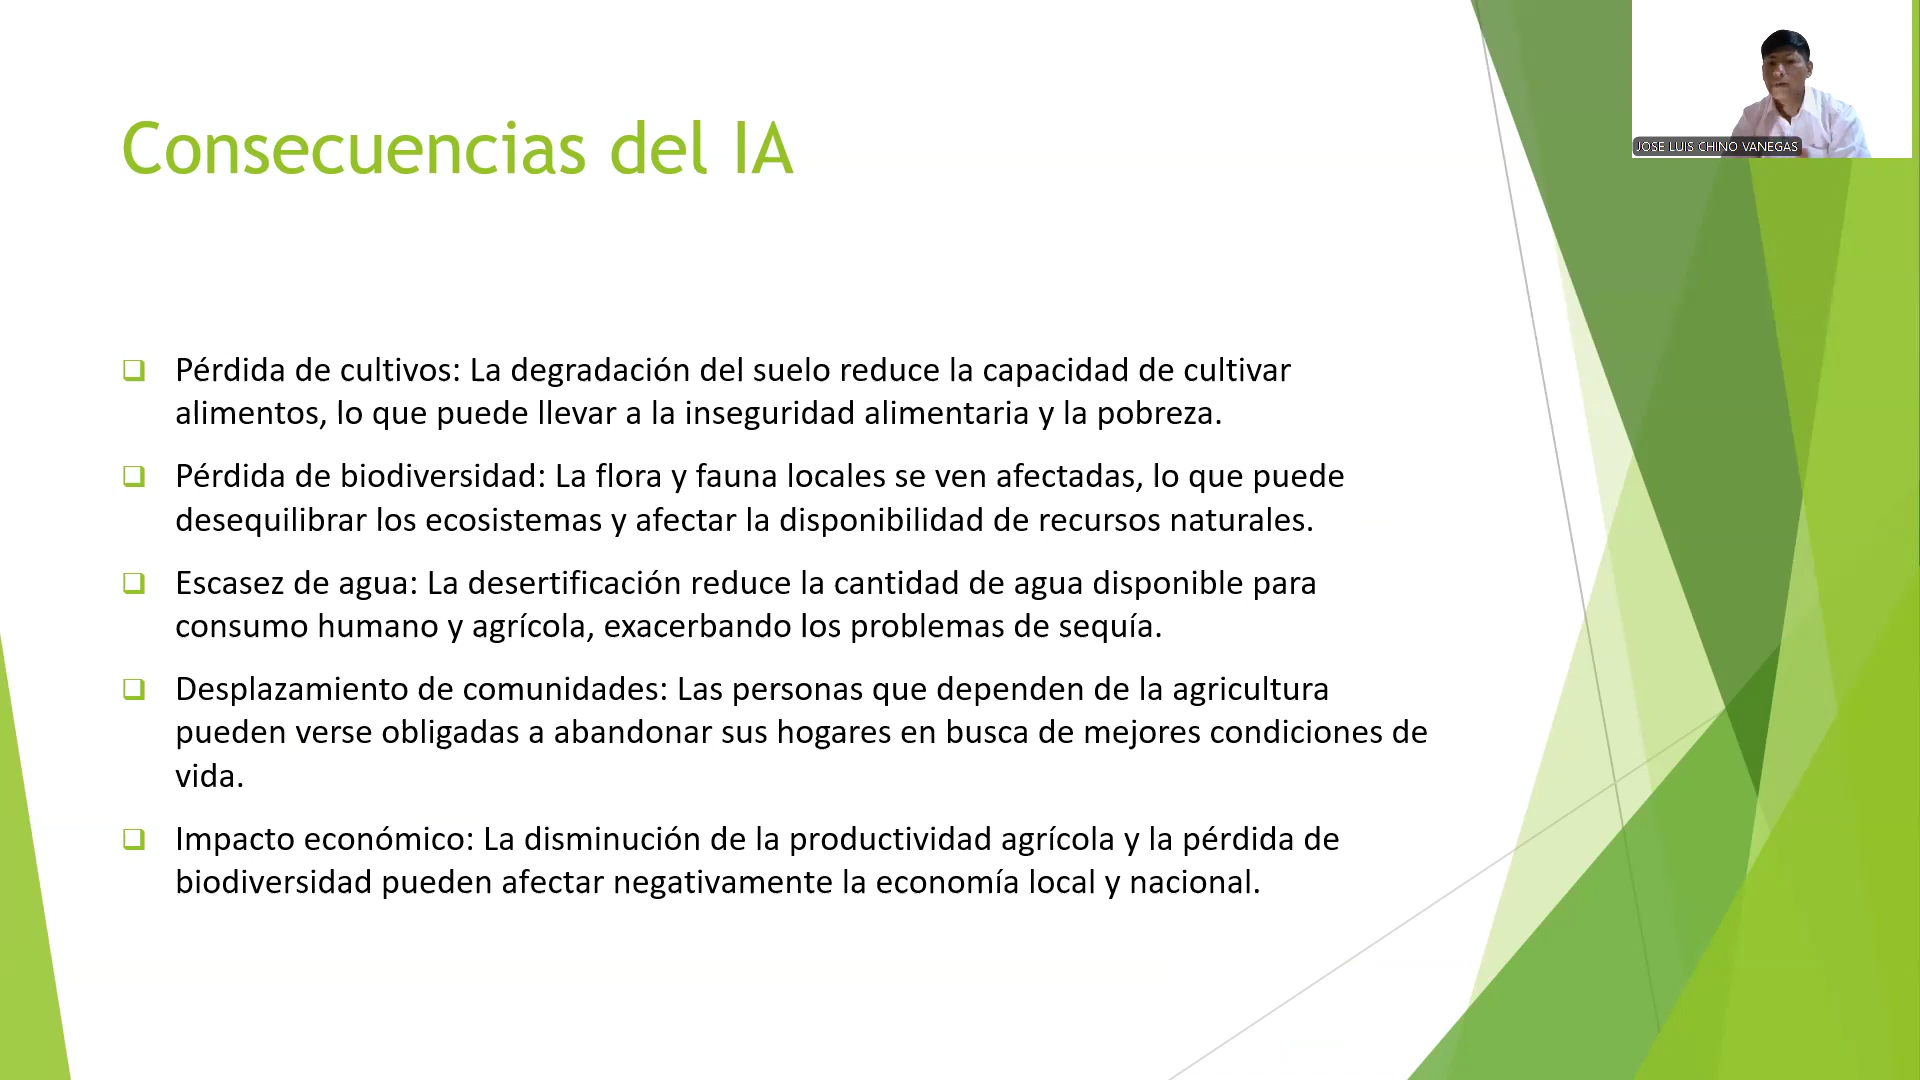 Consecuencias del IA
JOSE LUIS CHINO VANEGAS
Pérdida de cultivos: La degradación del suelo reduce la capacidad de cultivar
alimentos, lo que puede llevar a la inseguridad alimentaria y la pobreza.
Pérdida de biodiversidad: La flora y fauna locales se ven afectadas, lo que puede
desequilibrar los ecosistemas y afectar la disponibilidad de recursos naturales.
Escasez de agua: La desertificación reduce la cantidad de agua disponible para
consumo humano y agrícola, exacerbando los problemas de sequía.
Desplazamiento de comunidades: Las personas que dependen de la agricultura
pueden verse obligadas a abandonar sus hogares en busca de mejores condiciones de
vida.
Impacto económico: La disminución de la productividad agrícola y la pérdida de
biodiversidad pueden afectar negativamente la economía local y nacional.